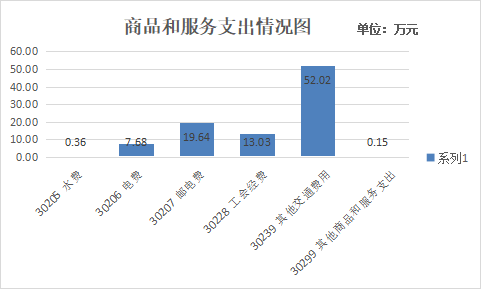 商品和服务支出情况图
单位：万元
60.00
50.00
40.00
30.00
20.00
10.00
0.00
0.36
7.68
19.64
13.03
52.02
0.15
30205 水费
30206 电费
30207 邮电费
30228 工会经费
30239 其他交通费用
30299 其他商品和服务支出
系列1